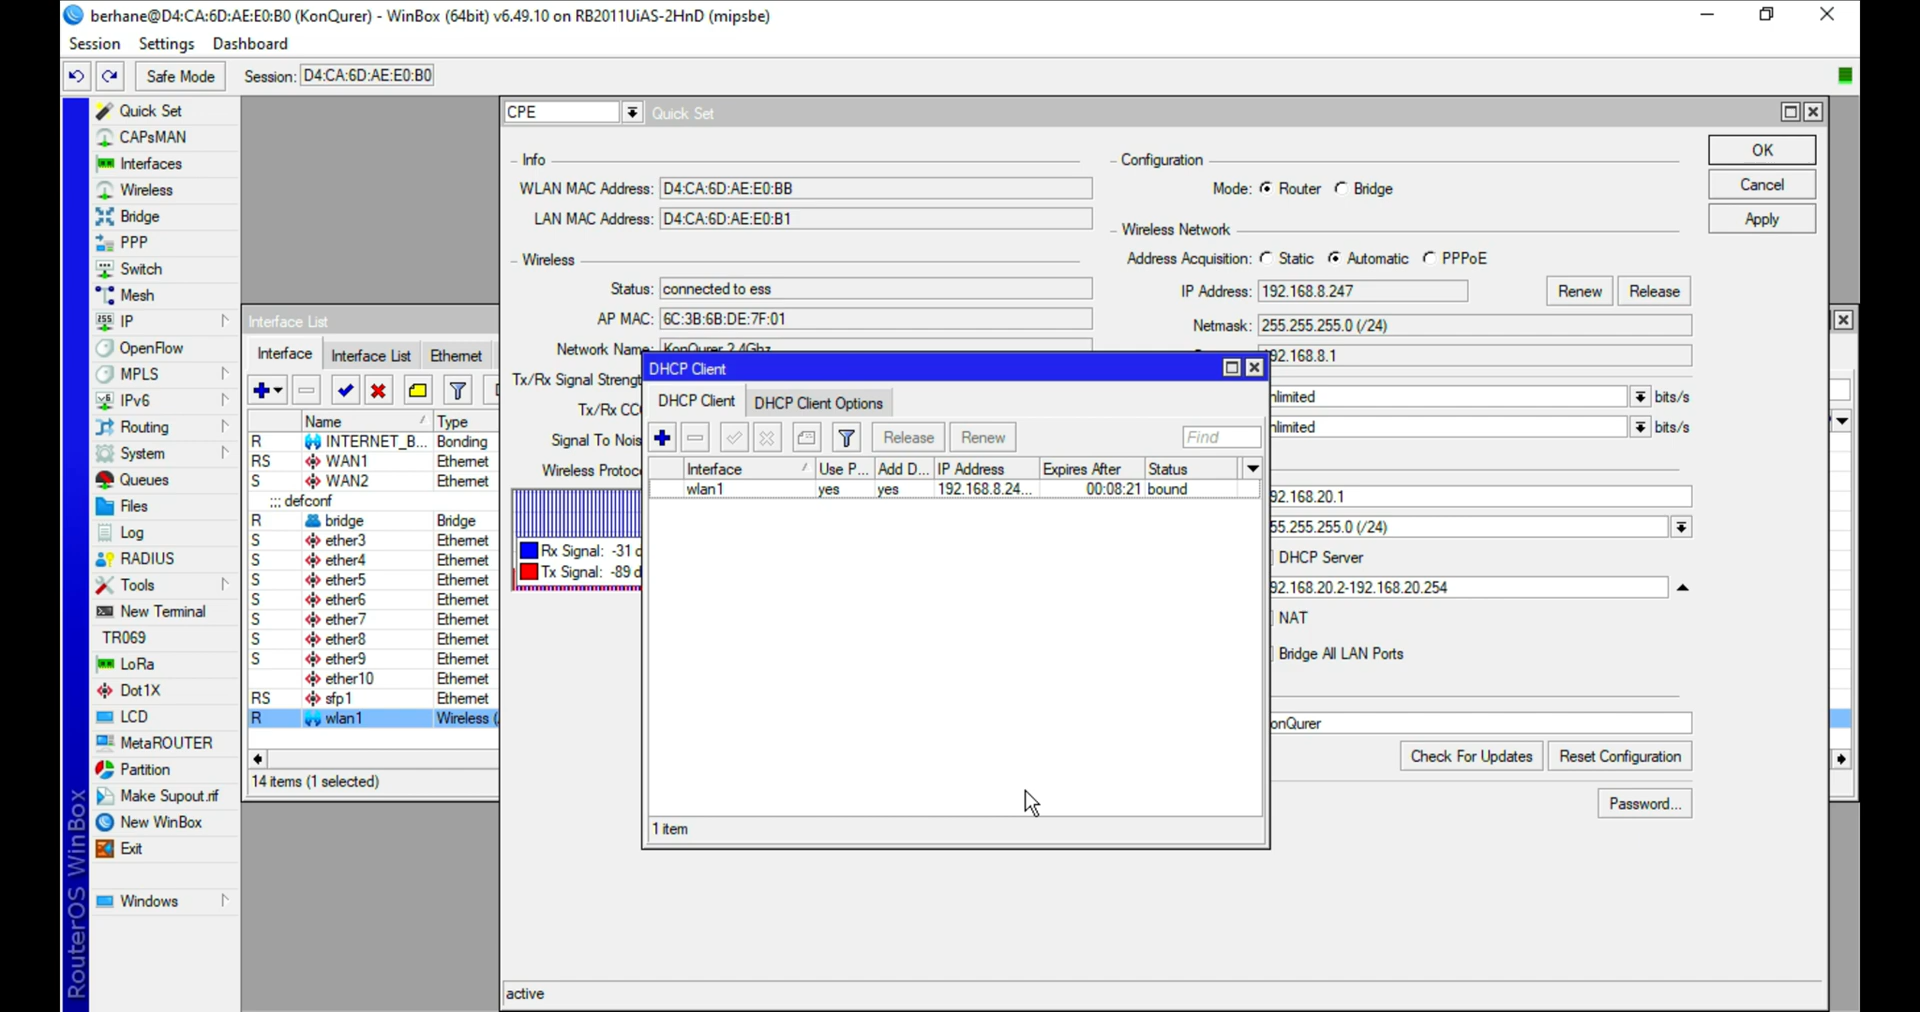 berhane@D4:CA:6D:AE:E0:B0 (KonQurer) - WinBox (64bit) v6.49.10 on RB2011UiAS-2HnD (mipsbe)
Session Settings Dashboard
Safe Mode Session: D4:CA:6D:AE:E0:B0
Quick Set
CAPsMAN
Interfaces
Wireless
Bridge
PPP
Switch
Mesh
IP
OpenFlow
MPLS
IPv6
Routing
System
Queues
Files
Log
RADIUS
Tools
New Terminal
TR069
LoRa
Dot1X
LCD
MetaROUTER
Partition
Make Supout.rif
New WinBox
Exit
Windows
RouterOS WinBox
Interface List
Interface Interface List Ethernet
Name Type
R INTERNET_B... Bonding
RS WAN1 Ethernet
S WAN2 Ethernet
;;; defconf
R bridge Bridge
S ether3 Ethernet
S ether4 Ethernet
S ether5 Ethernet
S ether6 Ethernet
S ether7 Ethernet
S ether8 Ethernet
S ether9 Ethernet
ether10 Ethernet
RS sfp1 Ethernet
R wlan1 Wireless (
14 items (1 selected)
CPE Quick Set
Info
WLAN MAC Address: D4:CA:6D:AE:E0:BB
LAN MAC Address: D4:CA:6D:AE:E0:B1
Wireless
Status: connected to ess
AP MAC: 6C:3B:6B:DE:7F:01
Network Name: KonQurer 2.4Ghz
Tx/Rx Signal Strengt
Tx/Rx CC
Signal To Nois
Wireless Protoc
Rx Signal: -31 d
Tx Signal: -89 d
Configuration
Mode: Router Bridge
Wireless Network
Address Acquisition: Static Automatic PPPoE
IP Address: 192.168.8.247 Renew Release
Netmask: 255.255.255.0 (/24)
92.168.8.1
nlimited bits/s
nlimited bits/s
92.168.20.1
55.255.255.0 (/24)
DHCP Server
92.168.20.2-192.168.20.254
NAT
Bridge All LAN Ports
onQurer
Check For Updates Reset Configuration
Password...
OK
Cancel
Apply
DHCP Client
DHCP Client DHCP Client Options
Release Renew Find
Interface Use P... Add D... IP Address Expires After Status
wlan1 yes yes 192.168.8.24... 00:08:21 bound
1 item
active